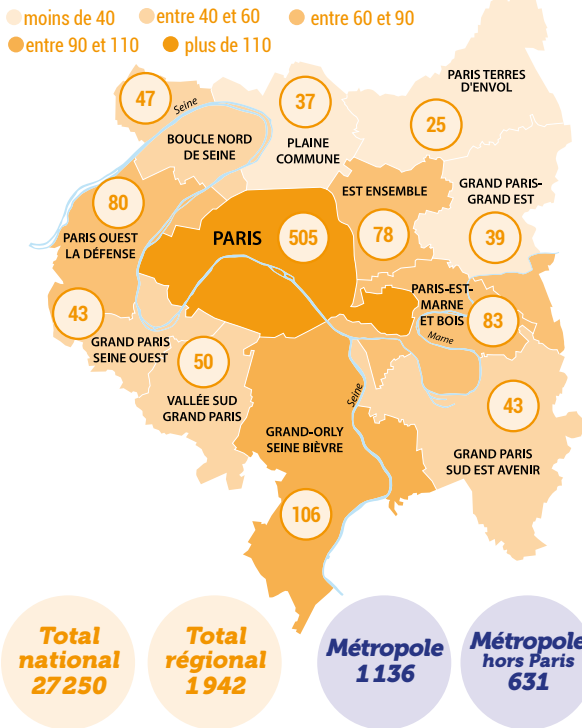 moins de 40
entre 40 et 60
entre 60 et 90
entre 90 et 110
plus de 110
PARIS TERRES
D'ENVOL
25
47
Seine
BOUCLE NORD
DE SEINE
37
PLAINE
COMMUNE
EST ENSEMBLE
78
GRAND PARIS-
GRAND EST
39
80
PARIS OUEST
LA DÉFENSE
PARIS
505
PARIS-EST-
MARNE
ET BOIS
83
Marne
43
GRAND PARIS
SEINE OUEST
50
VALLÉE SUD
GRAND PARIS
Seine
GRAND-ORLY
SEINE BIÈVRE
106
43
GRAND PARIS
SUD EST AVENIR
Total
national
27 250
Total
régional
1 942
Métropole
1 136
Métropole
hors Paris
631